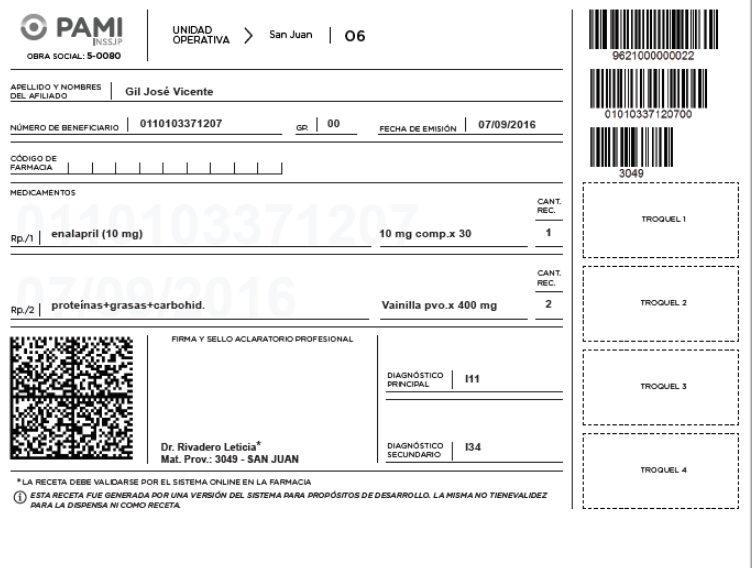 PAMI
INSSJP
OBRA SOCIAL: 5-0080
UNIDAD OPERATIVA > San Juan | 06
APELLIDO Y NOMBRES DEL AFILIADO | Gil José Vicente
NÚMERO DE BENEFICIARIO | 0110103371207 GP. | 00 FECHA DE EMISIÓN | 07/09/2016
CÓDIGO DE FARMACIA
MEDICAMENTOS
0110103371207
CANT. REC.
Rp./1 | enalapril (10 mg) 10 mg comp.x 30 1
07/09/2016
CANT. REC.
Rp./2 | proteínas+grasas+carbohid. Vainilla pvo.x 400 mg 2
FIRMA Y SELLO ACLARATORIO PROFESIONAL
Dr. Rivadero Leticia*
Mat. Prov.: 3049 - SAN JUAN
DIAGNÓSTICO PRINCIPAL | I11
DIAGNÓSTICO SECUNDARIO | I34
*LA RECETA DEBE VALIDARSE POR EL SISTEMA ONLINE EN LA FARMACIA
ESTA RECETA FUE GENERADA POR UNA VERSIÓN DEL SISTEMA PARA PROPÓSITOS DE DESARROLLO. LA MISMA NO TIENEVALIDEZ
PARA LA DISPENSA NI COMO RECETA.
9621000000022
01010337120700
3049
TROQUEL 1
TROQUEL 2
TROQUEL 3
TROQUEL 4